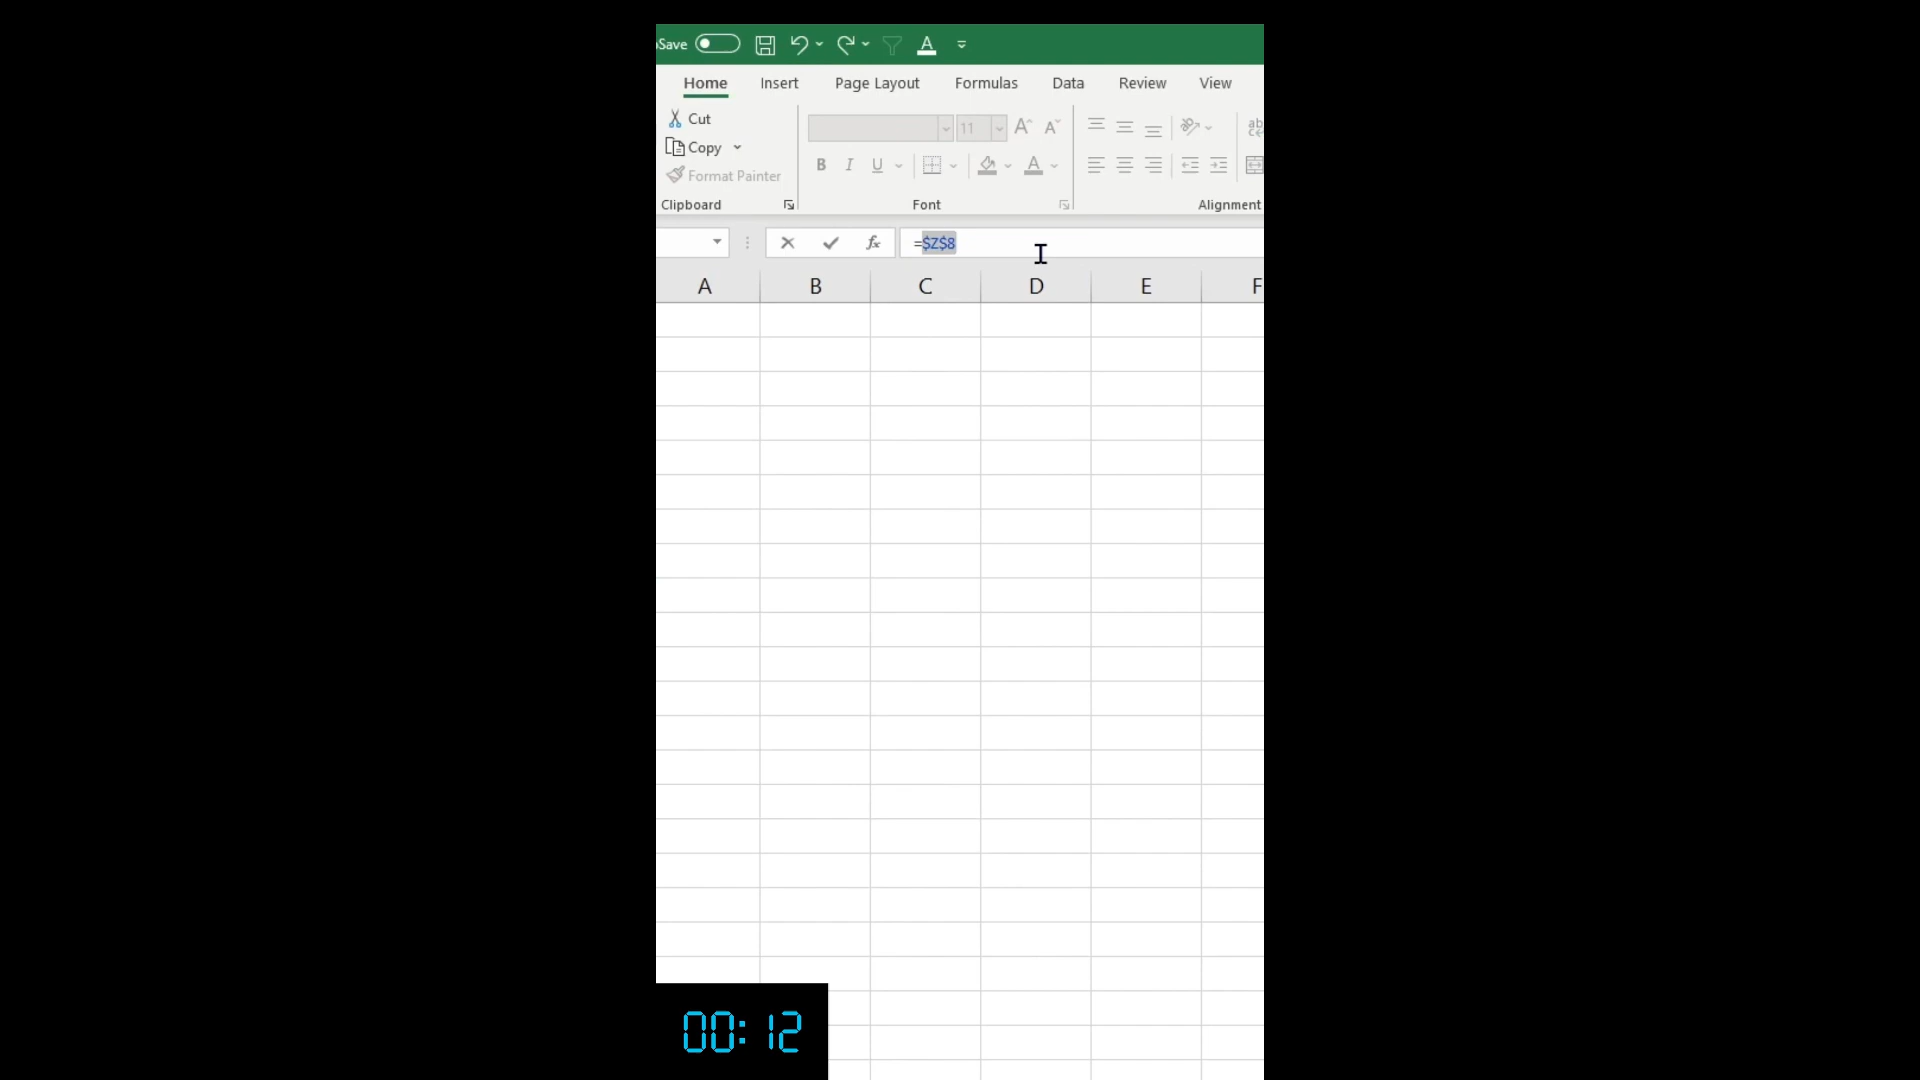 Save
Home Insert Page Layout Formulas Data Review View
Cut
Copy
Format Painter
11
B I U
Clipboard Font Alignment
fx =$Z$8
A B C D E F
00:12